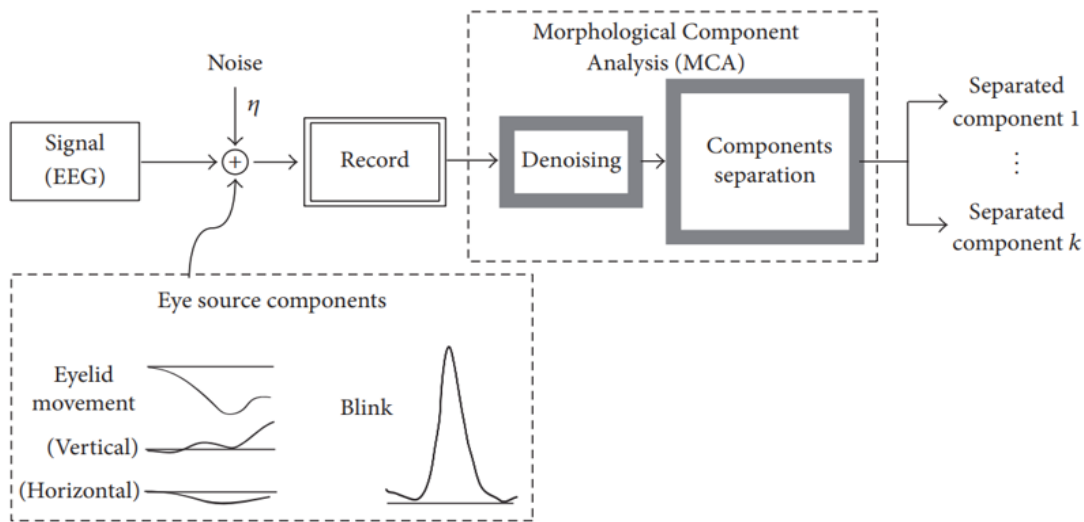 Morphological Component
Analysis (MCA)
Noise
η
Signal
(EEG)
+
Record
Denoising
Components
separation
Separated
component 1
⋮
Separated
component k
Eye source components
Eyelid
movement
(Vertical)
(Horizontal)
Blink